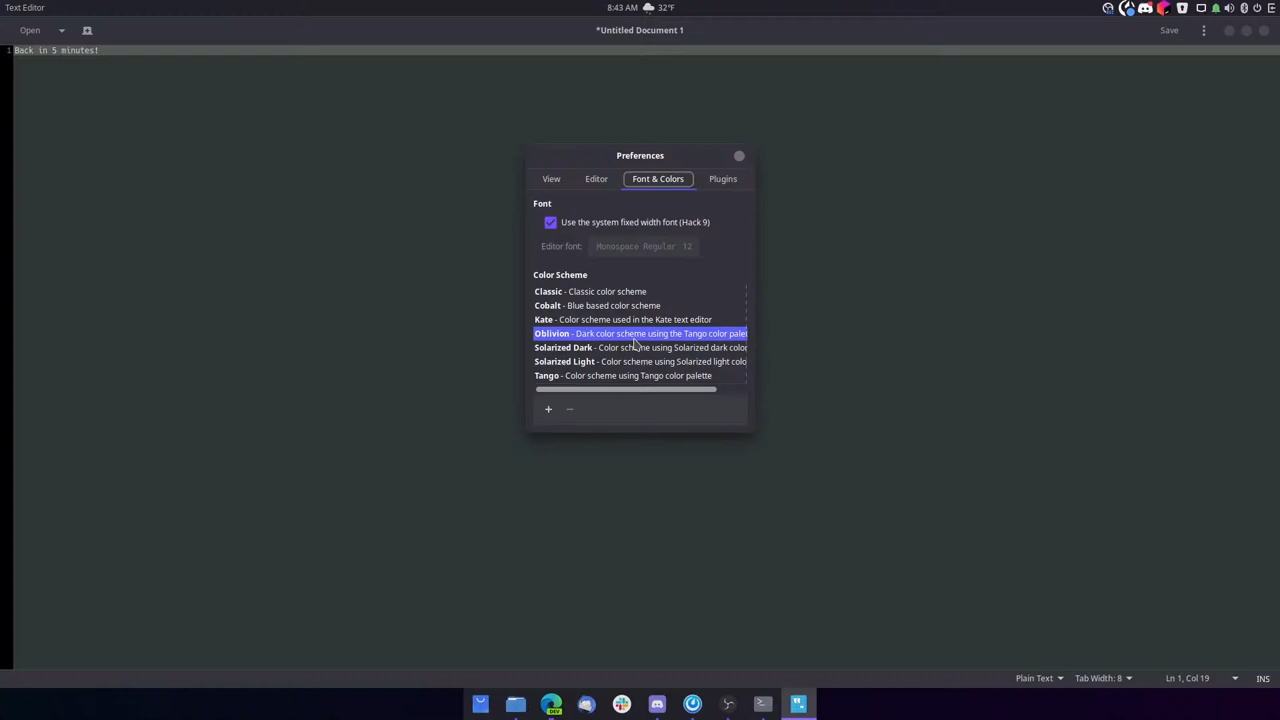 Text Editor
8:43 AM 32°F
Open
*Untitled Document 1
Save
1 Back in 5 minutes!
Preferences
View Editor Font & Colors Plugins
Font
Use the system fixed width font (Hack 9)
Editor font: Monospace Regular 12
Color Scheme
Classic - Classic color scheme
Cobalt - Blue based color scheme
Kate - Color scheme used in the Kate text editor
Oblivion - Dark color scheme using the Tango color palet
Solarized Dark - Color scheme using Solarized dark color
Solarized Light - Color scheme using Solarized light colo
Tango - Color scheme using Tango color palette
Plain Text Tab Width: 8 Ln 1, Col 19 INS
DEV